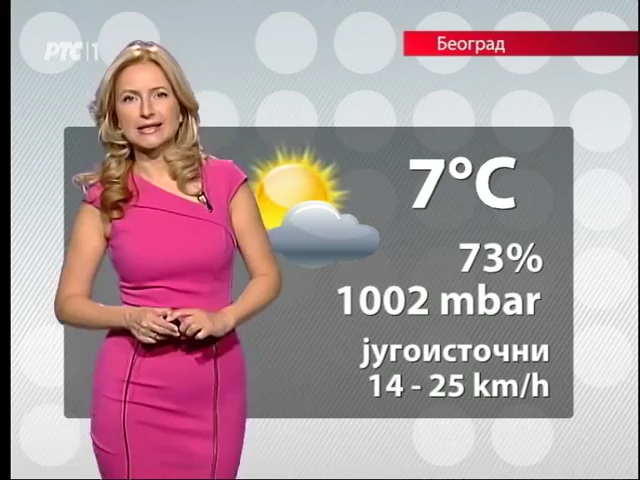 РТС|1
Београд
7°C
73%
1002 mbar
југоисточни
14 - 25 km/h